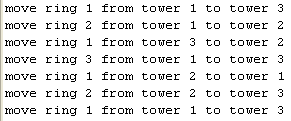 move ring 1 from tower 1 to tower 3
move ring 2 from tower 1 to tower 2
move ring 1 from tower 3 to tower 2
move ring 3 from tower 1 to tower 3
move ring 1 from tower 2 to tower 1
move ring 2 from tower 2 to tower 3
move ring 1 from tower 1 to tower 3